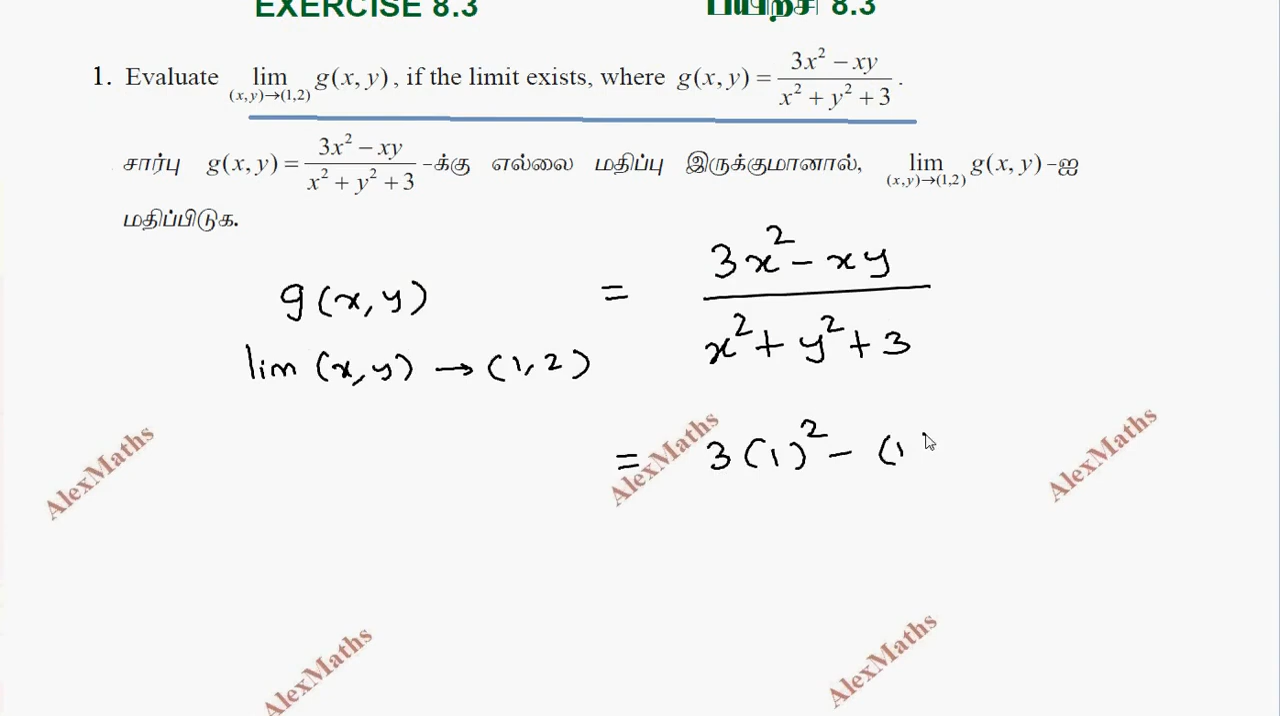 EXERCISE 8.3 பயிற்சி 8.3
1. Evaluate lim (x,y)→(1,2) g(x, y), if the limit exists, where g(x, y) = (3x² − xy)/(x² + y² + 3).
சார்பு g(x, y) = (3x² − xy)/(x² + y² + 3) -க்கு எல்லை மதிப்பு இருக்குமானால், lim (x,y)→(1,2) g(x, y) -ஐ
மதிப்பிடுக.
g(x,y) = (3x² − xy)/(x² + y² + 3)
lim (x,y) → (1,2)
= 3(1)² − (1
AlexMaths
AlexMaths
AlexMaths
AlexMaths
AlexMaths